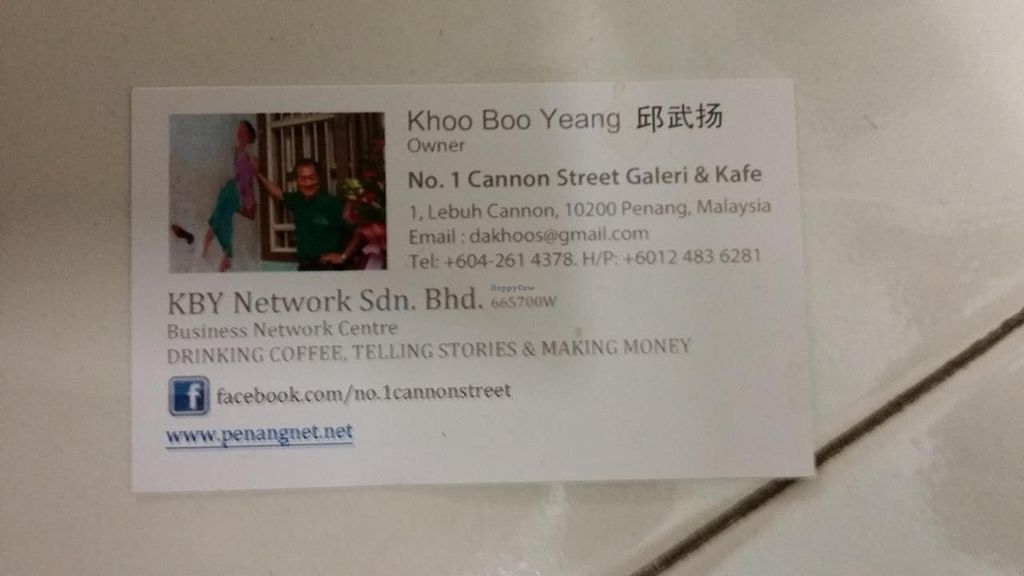 Khoo Boo Yeang 邱武扬
Owner
No. 1 Cannon Street Galeri & Kafe
1, Lebuh Cannon, 10200 Penang, Malaysia
Email : dakhoos@gmail.com
Tel: +604-261 4378. H/P: +6012 483 6281
HappyCow
KBY Network Sdn. Bhd. 665700W
Business Network Centre
DRINKING COFFEE, TELLING STORIES & MAKING MONEY
f facebook.com/no.1cannonstreet
www.penangnet.net